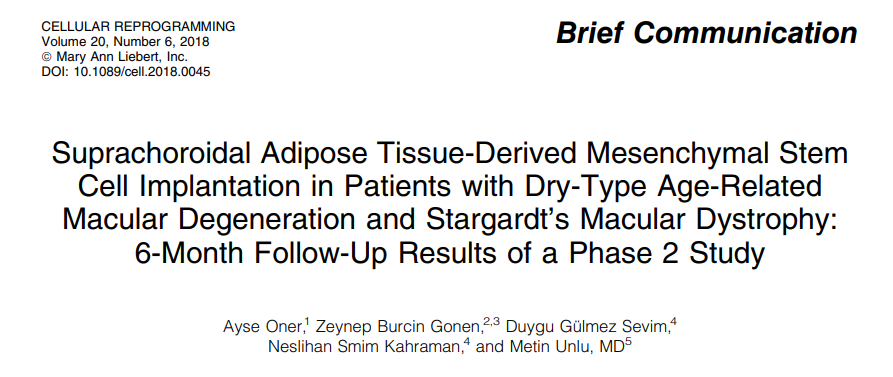 CELLULAR REPROGRAMMING
Volume 20, Number 6, 2018
© Mary Ann Liebert, Inc.
DOI: 10.1089/cell.2018.0045
Brief Communication
Suprachoroidal Adipose Tissue-Derived Mesenchymal Stem
Cell Implantation in Patients with Dry-Type Age-Related
Macular Degeneration and Stargardt's Macular Dystrophy:
6-Month Follow-Up Results of a Phase 2 Study
Ayse Oner,1 Zeynep Burcin Gonen,2,3 Duygu Gülmez Sevim,4
Neslihan Smim Kahraman,4 and Metin Unlu, MD5